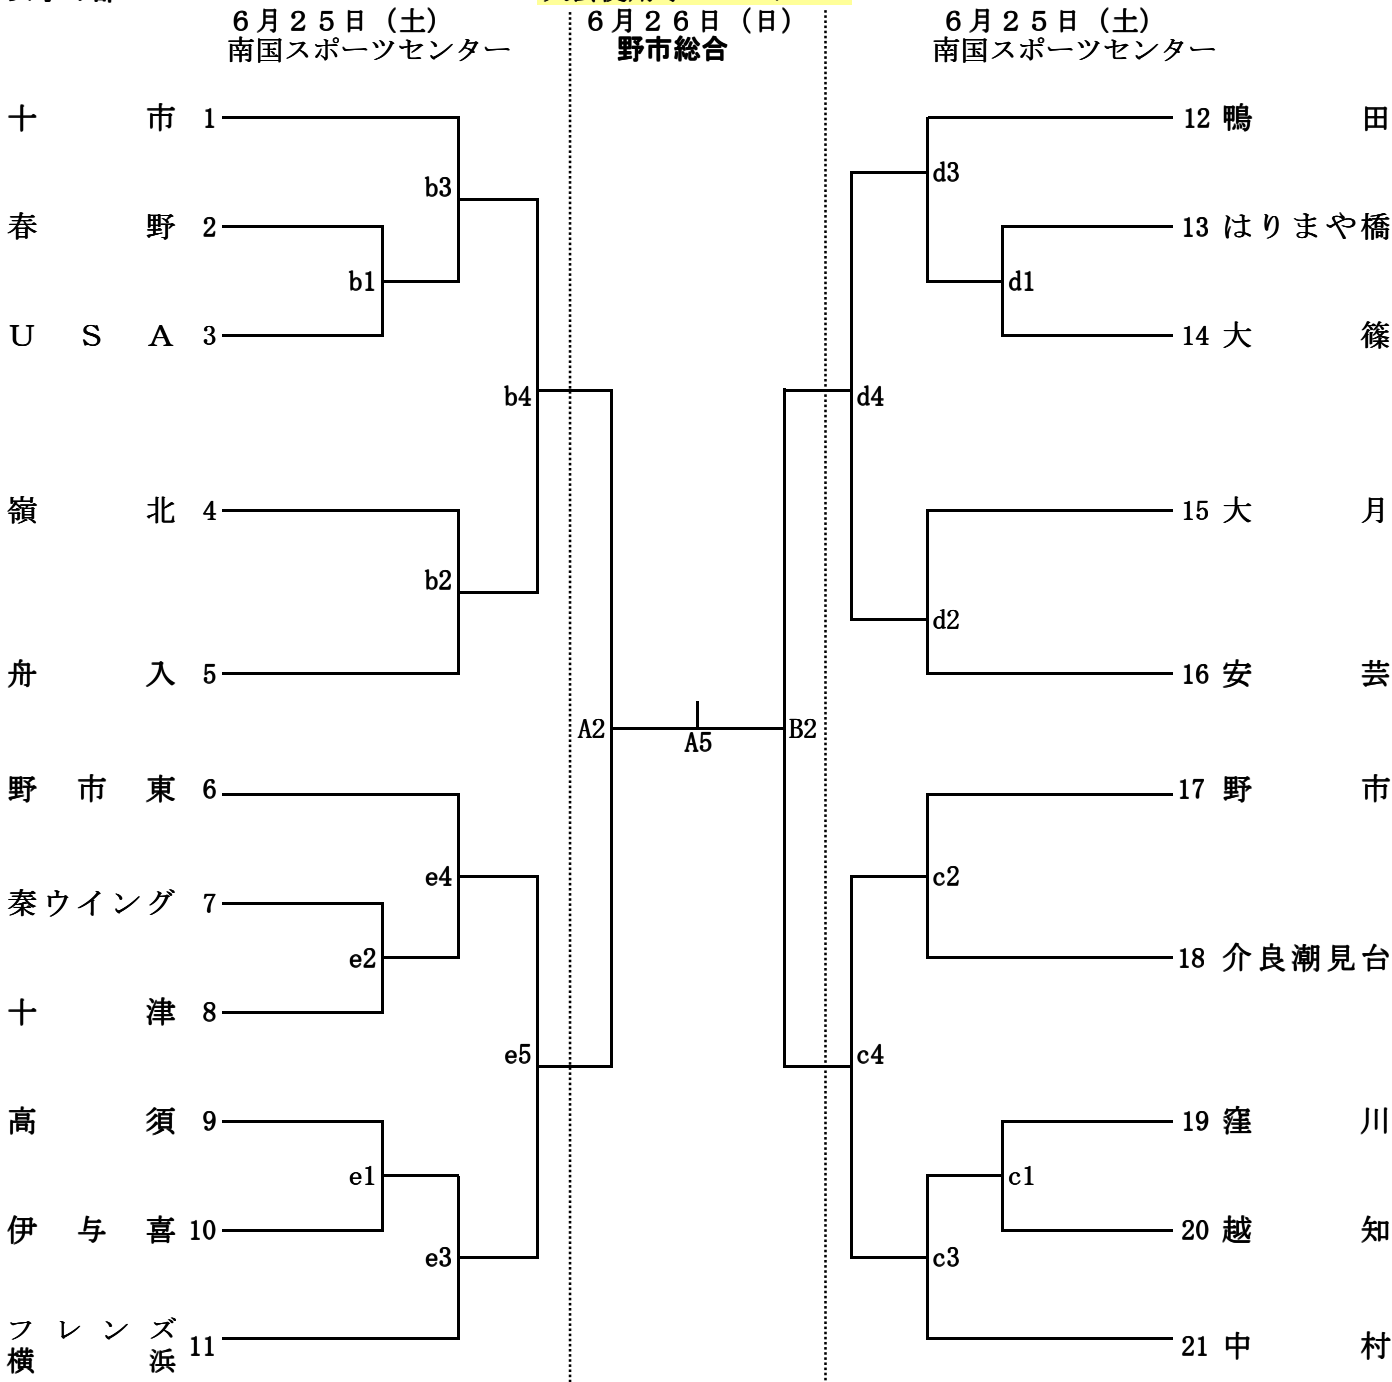 ６月２５日（土）
６月２６日（日）
６月２５日（土）
南国スポーツセンター
野市総合
南国スポーツセンター
十市 1
12 鴨田
b3
d3
春野 2
13 はりまや橋
b1
d1
ＵＳＡ 3
14 大篠
b4
d4
嶺北 4
15 大月
b2
d2
舟入 5
16 安芸
A2
A5
B2
野市東 6
17 野市
e4
c2
秦ウイング 7
e2
18 介良潮見台
十津 8
e5
c4
高須 9
19 窪川
e1
c1
伊与喜 10
20 越知
e3
c3
フレンズ
横浜 11
21 中村